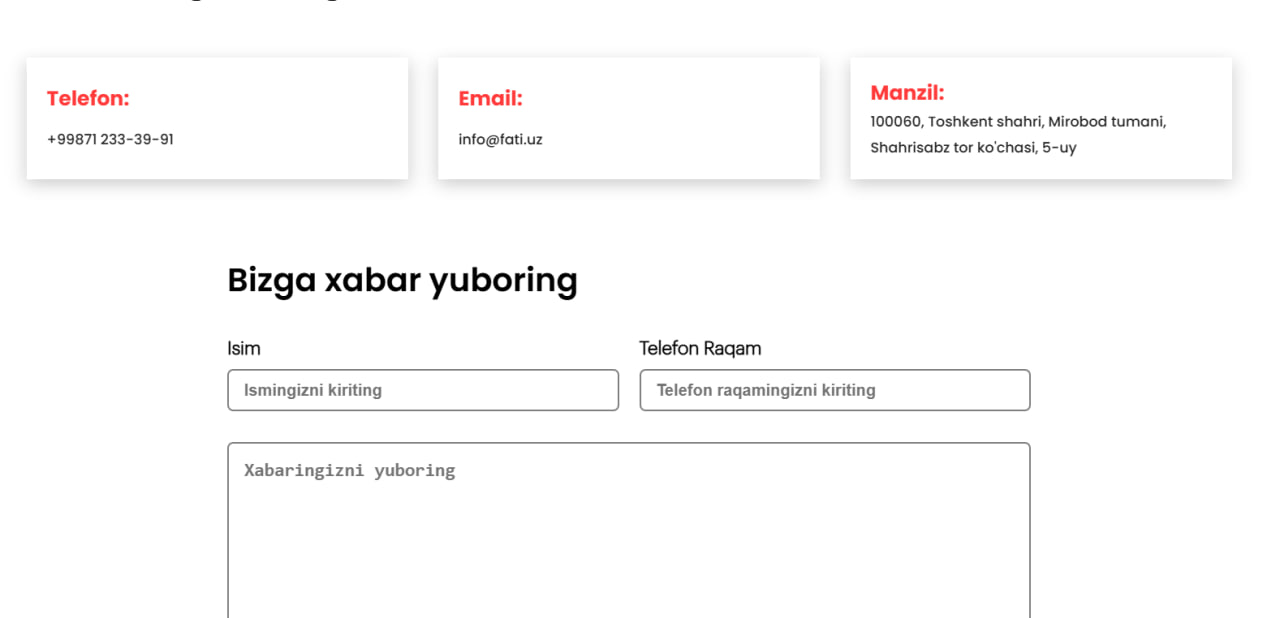 Telefon:
+99871 233-39-91
Email:
info@fati.uz
Manzil:
100060, Toshkent shahri, Mirobod tumani,
Shahrisabz tor ko'chasi, 5-uy
Bizga xabar yuboring
Isim
Telefon Raqam
Ismingizni kiriting
Telefon raqamingizni kiriting
Xabaringizni yuboring